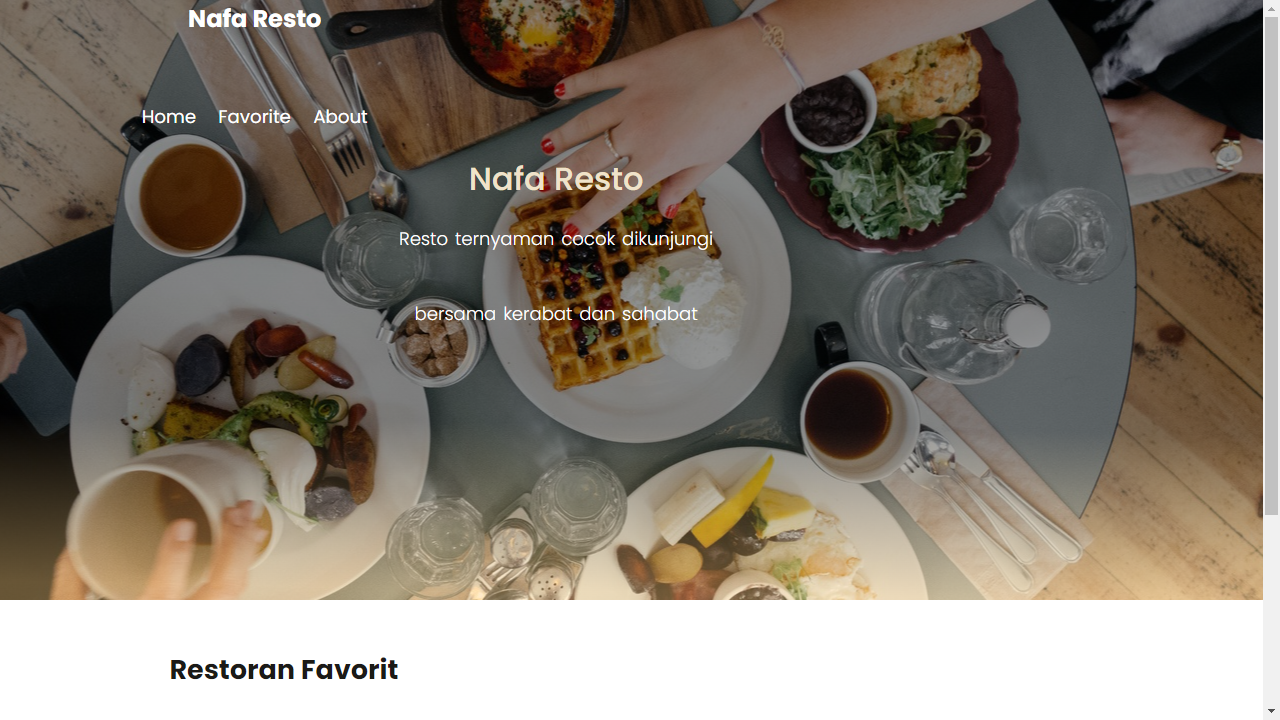 Nafa Resto
Home Favorite About
Nafa Resto
Resto ternyaman cocok dikunjungi
bersama kerabat dan sahabat
Restoran Favorit